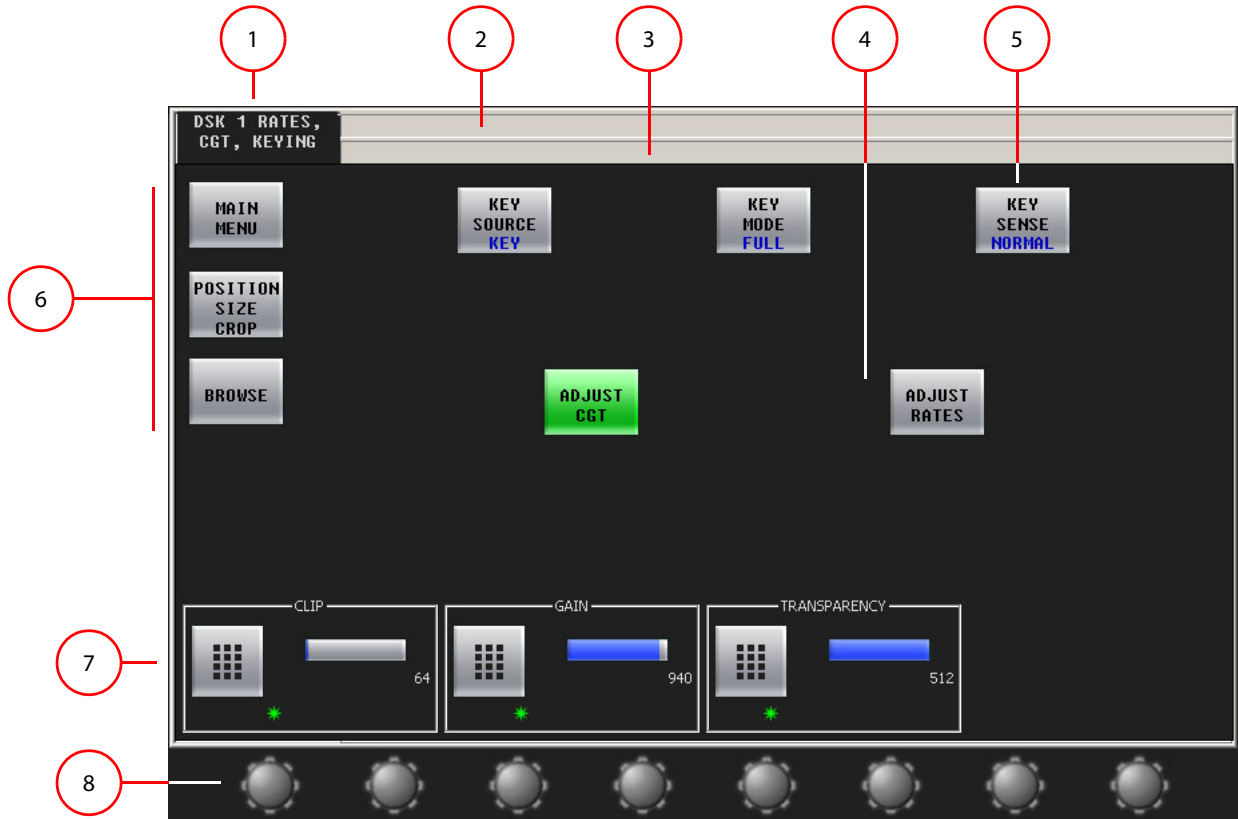 1
2
3
4
5
DSK 1 RATES,
CGT, KEYING
MAIN
MENU
KEY
SOURCE
KEY
KEY
MODE
FULL
KEY
SENSE
NORMAL
6
POSITION
SIZE
CROP
BROWSE
ADJUST
CGT
ADJUST
RATES
7
CLIP
64
GAIN
940
TRANSPARENCY
512
8